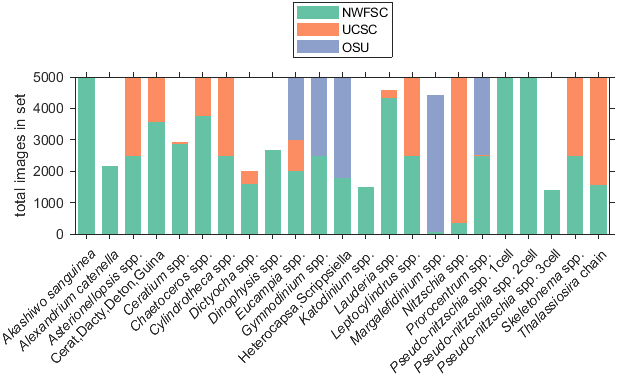 NWFSC
UCSC
OSU
total images in set
5000
4000
3000
2000
1000
0
Akashiwo sanguinea
Alexandrium catenella
Asterionellopsis spp.
Cerat,Dacty,Deton,Guina
Ceratium spp.
Chaetoceros spp.
Cylindrotheca spp.
Dictyocha spp.
Dinophysis spp.
Eucampia spp.
Gymnodinium spp.
Heterocapsa,Scrippsiella
Katodinium spp.
Lauderia spp.
Leptocylindrus spp.
Margalefidinium spp.
Nitzschia spp.
Prorocentrum spp.
Pseudo-nitzschia spp. 1cell
Pseudo-nitzschia spp. 2cell
Pseudo-nitzschia spp. 3cell
Skeletonema spp.
Thalassiosira chain